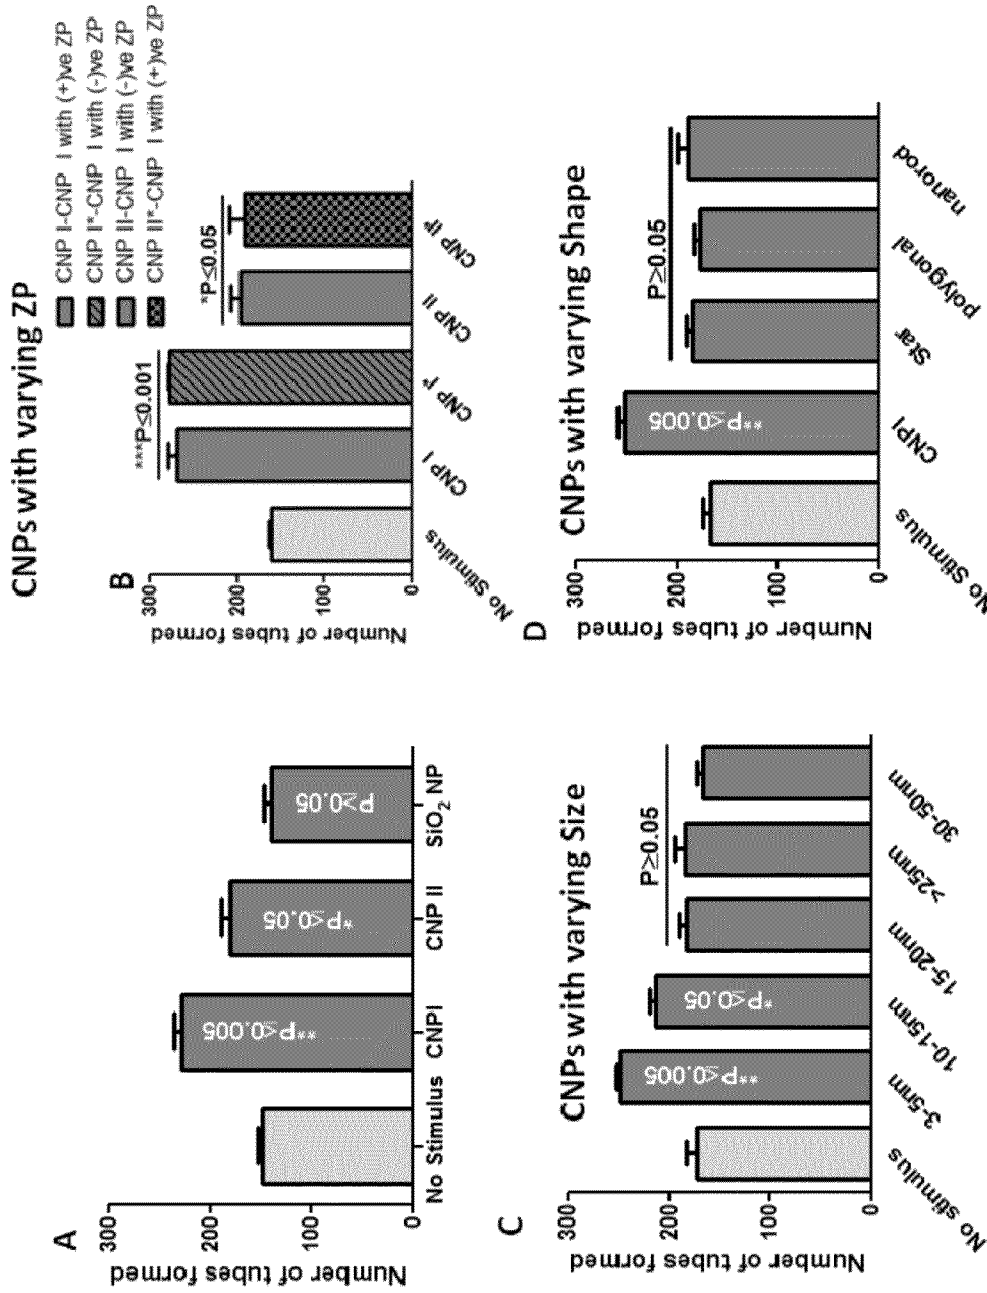 CNPs with varying ZP
CNP I-CNP I with (+)ve ZP
CNP I*-CNP I with (-)ve ZP
CNP II-CNP I with (-)ve ZP
CNP II*-CNP I with (+)ve ZP
A
Number of tubes formed
300
200
100
0
**P≤0.005
*P≤0.05
P≥0.05
No Stimulus
CNPI
CNP II
SiO2 NP
B
Number of tubes formed
300
200
100
0
***P≤0.001
*P≤0.05
No Stimulus
CNP I
CNP I*
CNP II
CNP II*
C
CNPs with varying Size
Number of tubes formed
300
200
100
0
**P≤0.005
*P≤0.05
P≥0.05
No stimulus
3-5nm
10-15nm
15-20nm
>25nm
30-50nm
D
CNPs with varying Shape
Number of tubes formed
300
200
100
0
**P≤0.005
P≥0.05
No Stimulus
CNPI
Star
polygonal
nanorod